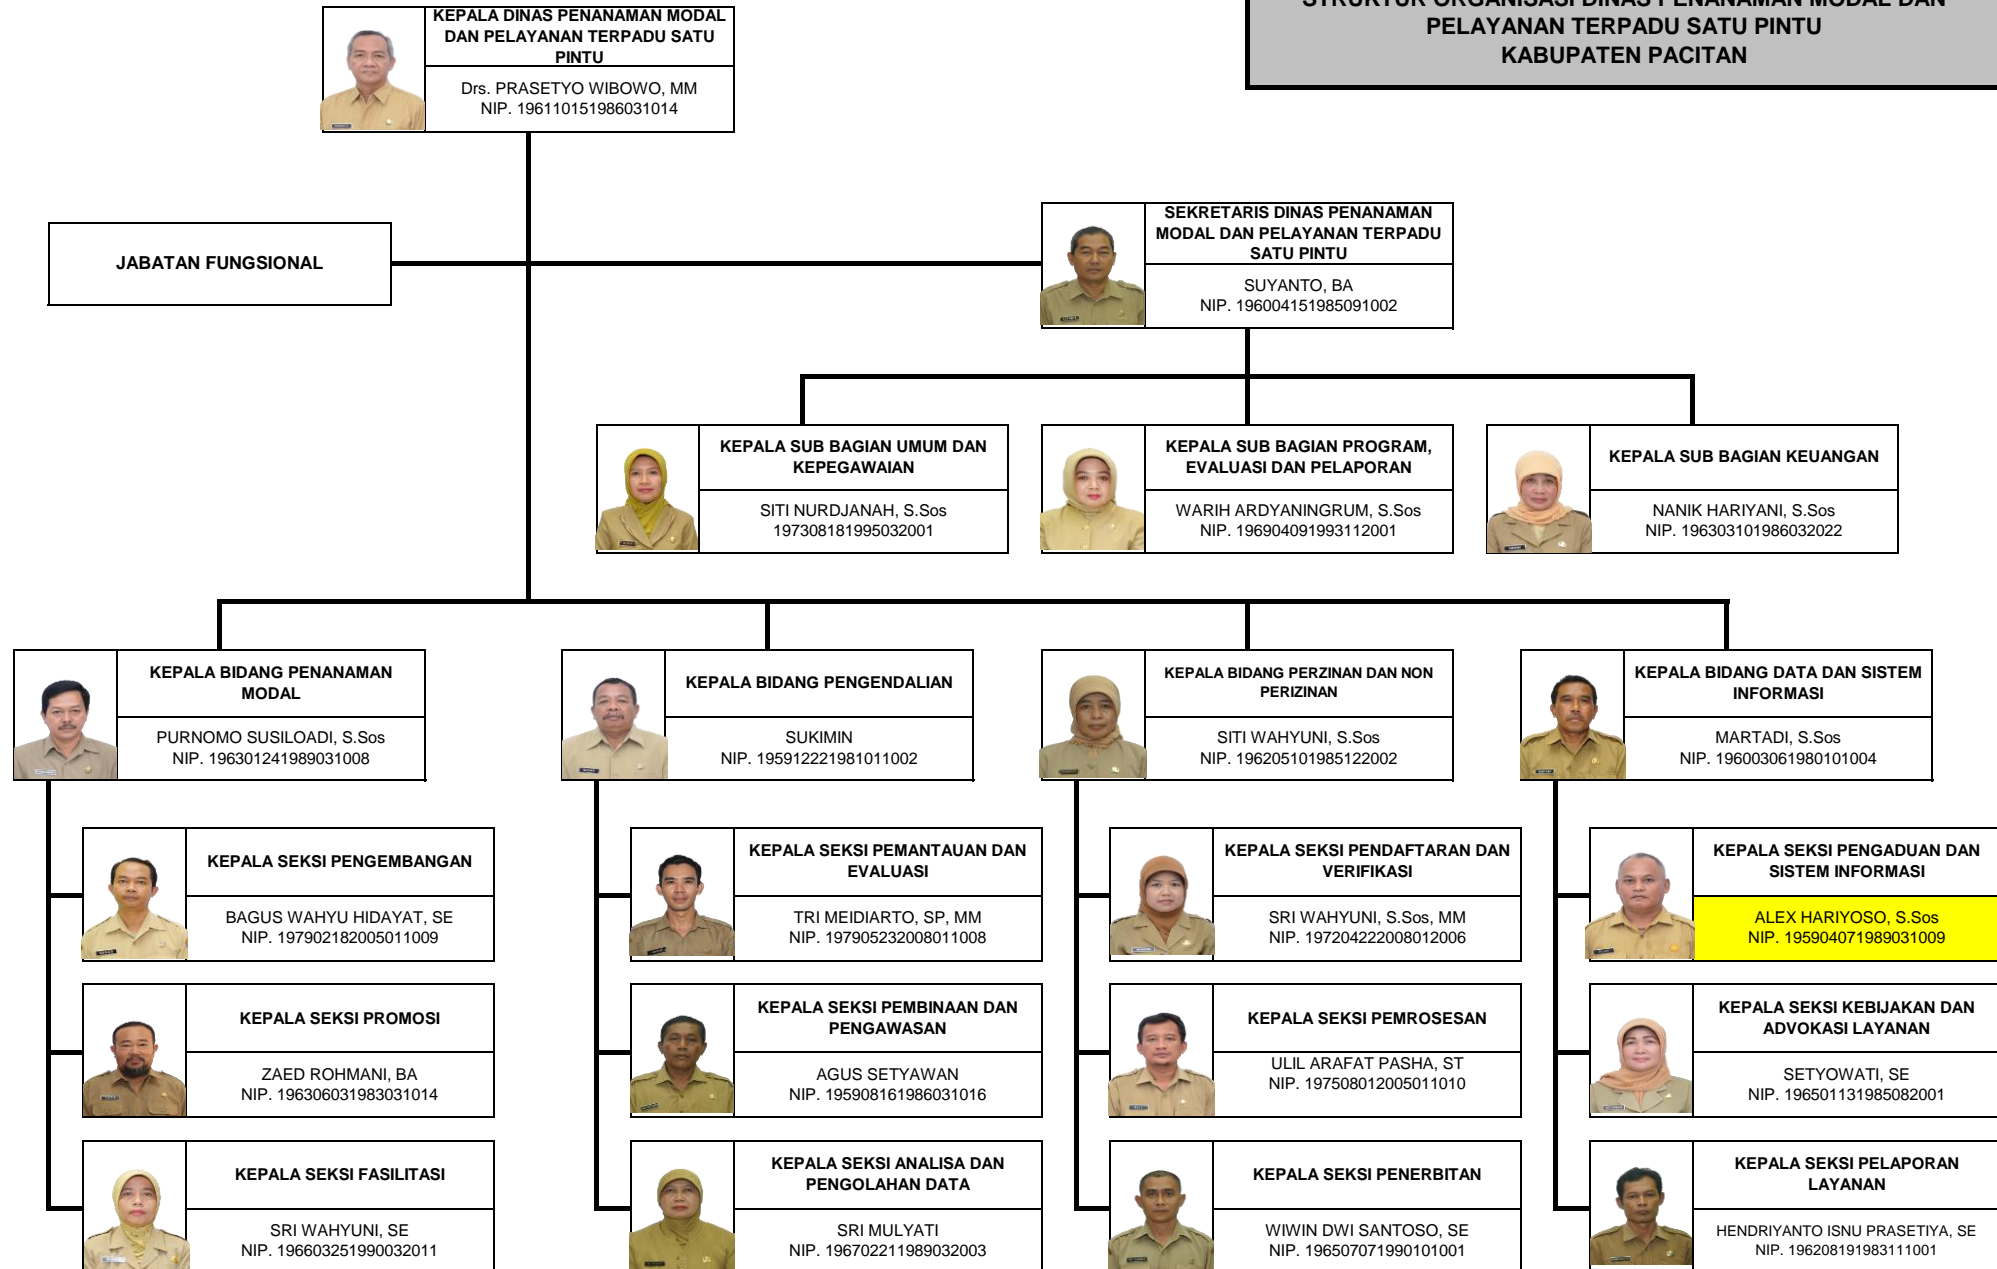 STRUKTUR ORGANISASI DINAS PENANAMAN MODAL DAN
PELAYANAN TERPADU SATU PINTU
KABUPATEN PACITAN
KEPALA DINAS PENANAMAN MODAL
DAN PELAYANAN TERPADU SATU
PINTU
Drs. PRASETYO WIBOWO, MM
NIP. 196110151986031014
JABATAN FUNGSIONAL
SEKRETARIS DINAS PENANAMAN
MODAL DAN PELAYANAN TERPADU
SATU PINTU
SUYANTO, BA
NIP. 196004151985091002
KEPALA SUB BAGIAN UMUM DAN
KEPEGAWAIAN
SITI NURDJANAH, S.Sos
197308181995032001
KEPALA SUB BAGIAN PROGRAM,
EVALUASI DAN PELAPORAN
WARIH ARDYANINGRUM, S.Sos
NIP. 196904091993112001
KEPALA SUB BAGIAN KEUANGAN
NANIK HARIYANI, S.Sos
NIP. 196303101986032022
KEPALA BIDANG PENANAMAN
MODAL
PURNOMO SUSILOADI, S.Sos
NIP. 196301241989031008
KEPALA BIDANG PENGENDALIAN
SUKIMIN
NIP. 195912221981011002
KEPALA BIDANG PERZINAN DAN NON
PERIZINAN
SITI WAHYUNI, S.Sos
NIP. 196205101985122002
KEPALA BIDANG DATA DAN SISTEM
INFORMASI
MARTADI, S.Sos
NIP. 196003061980101004
KEPALA SEKSI PENGEMBANGAN
BAGUS WAHYU HIDAYAT, SE
NIP. 197902182005011009
KEPALA SEKSI PEMANTAUAN DAN
EVALUASI
TRI MEIDIARTO, SP, MM
NIP. 197905232008011008
KEPALA SEKSI PENDAFTARAN DAN
VERIFIKASI
SRI WAHYUNI, S.Sos, MM
NIP. 197204222008012006
KEPALA SEKSI PENGADUAN DAN
SISTEM INFORMASI
ALEX HARIYOSO, S.Sos
NIP. 195904071989031009
KEPALA SEKSI PROMOSI
ZAED ROHMANI, BA
NIP. 196306031983031014
KEPALA SEKSI PEMBINAAN DAN
PENGAWASAN
AGUS SETYAWAN
NIP. 195908161986031016
KEPALA SEKSI PEMROSESAN
ULIL ARAFAT PASHA, ST
NIP. 197508012005011010
KEPALA SEKSI KEBIJAKAN DAN
ADVOKASI LAYANAN
SETYOWATI, SE
NIP. 196501131985082001
KEPALA SEKSI FASILITASI
SRI WAHYUNI, SE
NIP. 196603251990032011
KEPALA SEKSI ANALISA DAN
PENGOLAHAN DATA
SRI MULYATI
NIP. 196702211989032003
KEPALA SEKSI PENERBITAN
WIWIN DWI SANTOSO, SE
NIP. 196507071990101001
KEPALA SEKSI PELAPORAN
LAYANAN
HENDRIYANTO ISNU PRASETIYA, SE
NIP. 196208191983111001